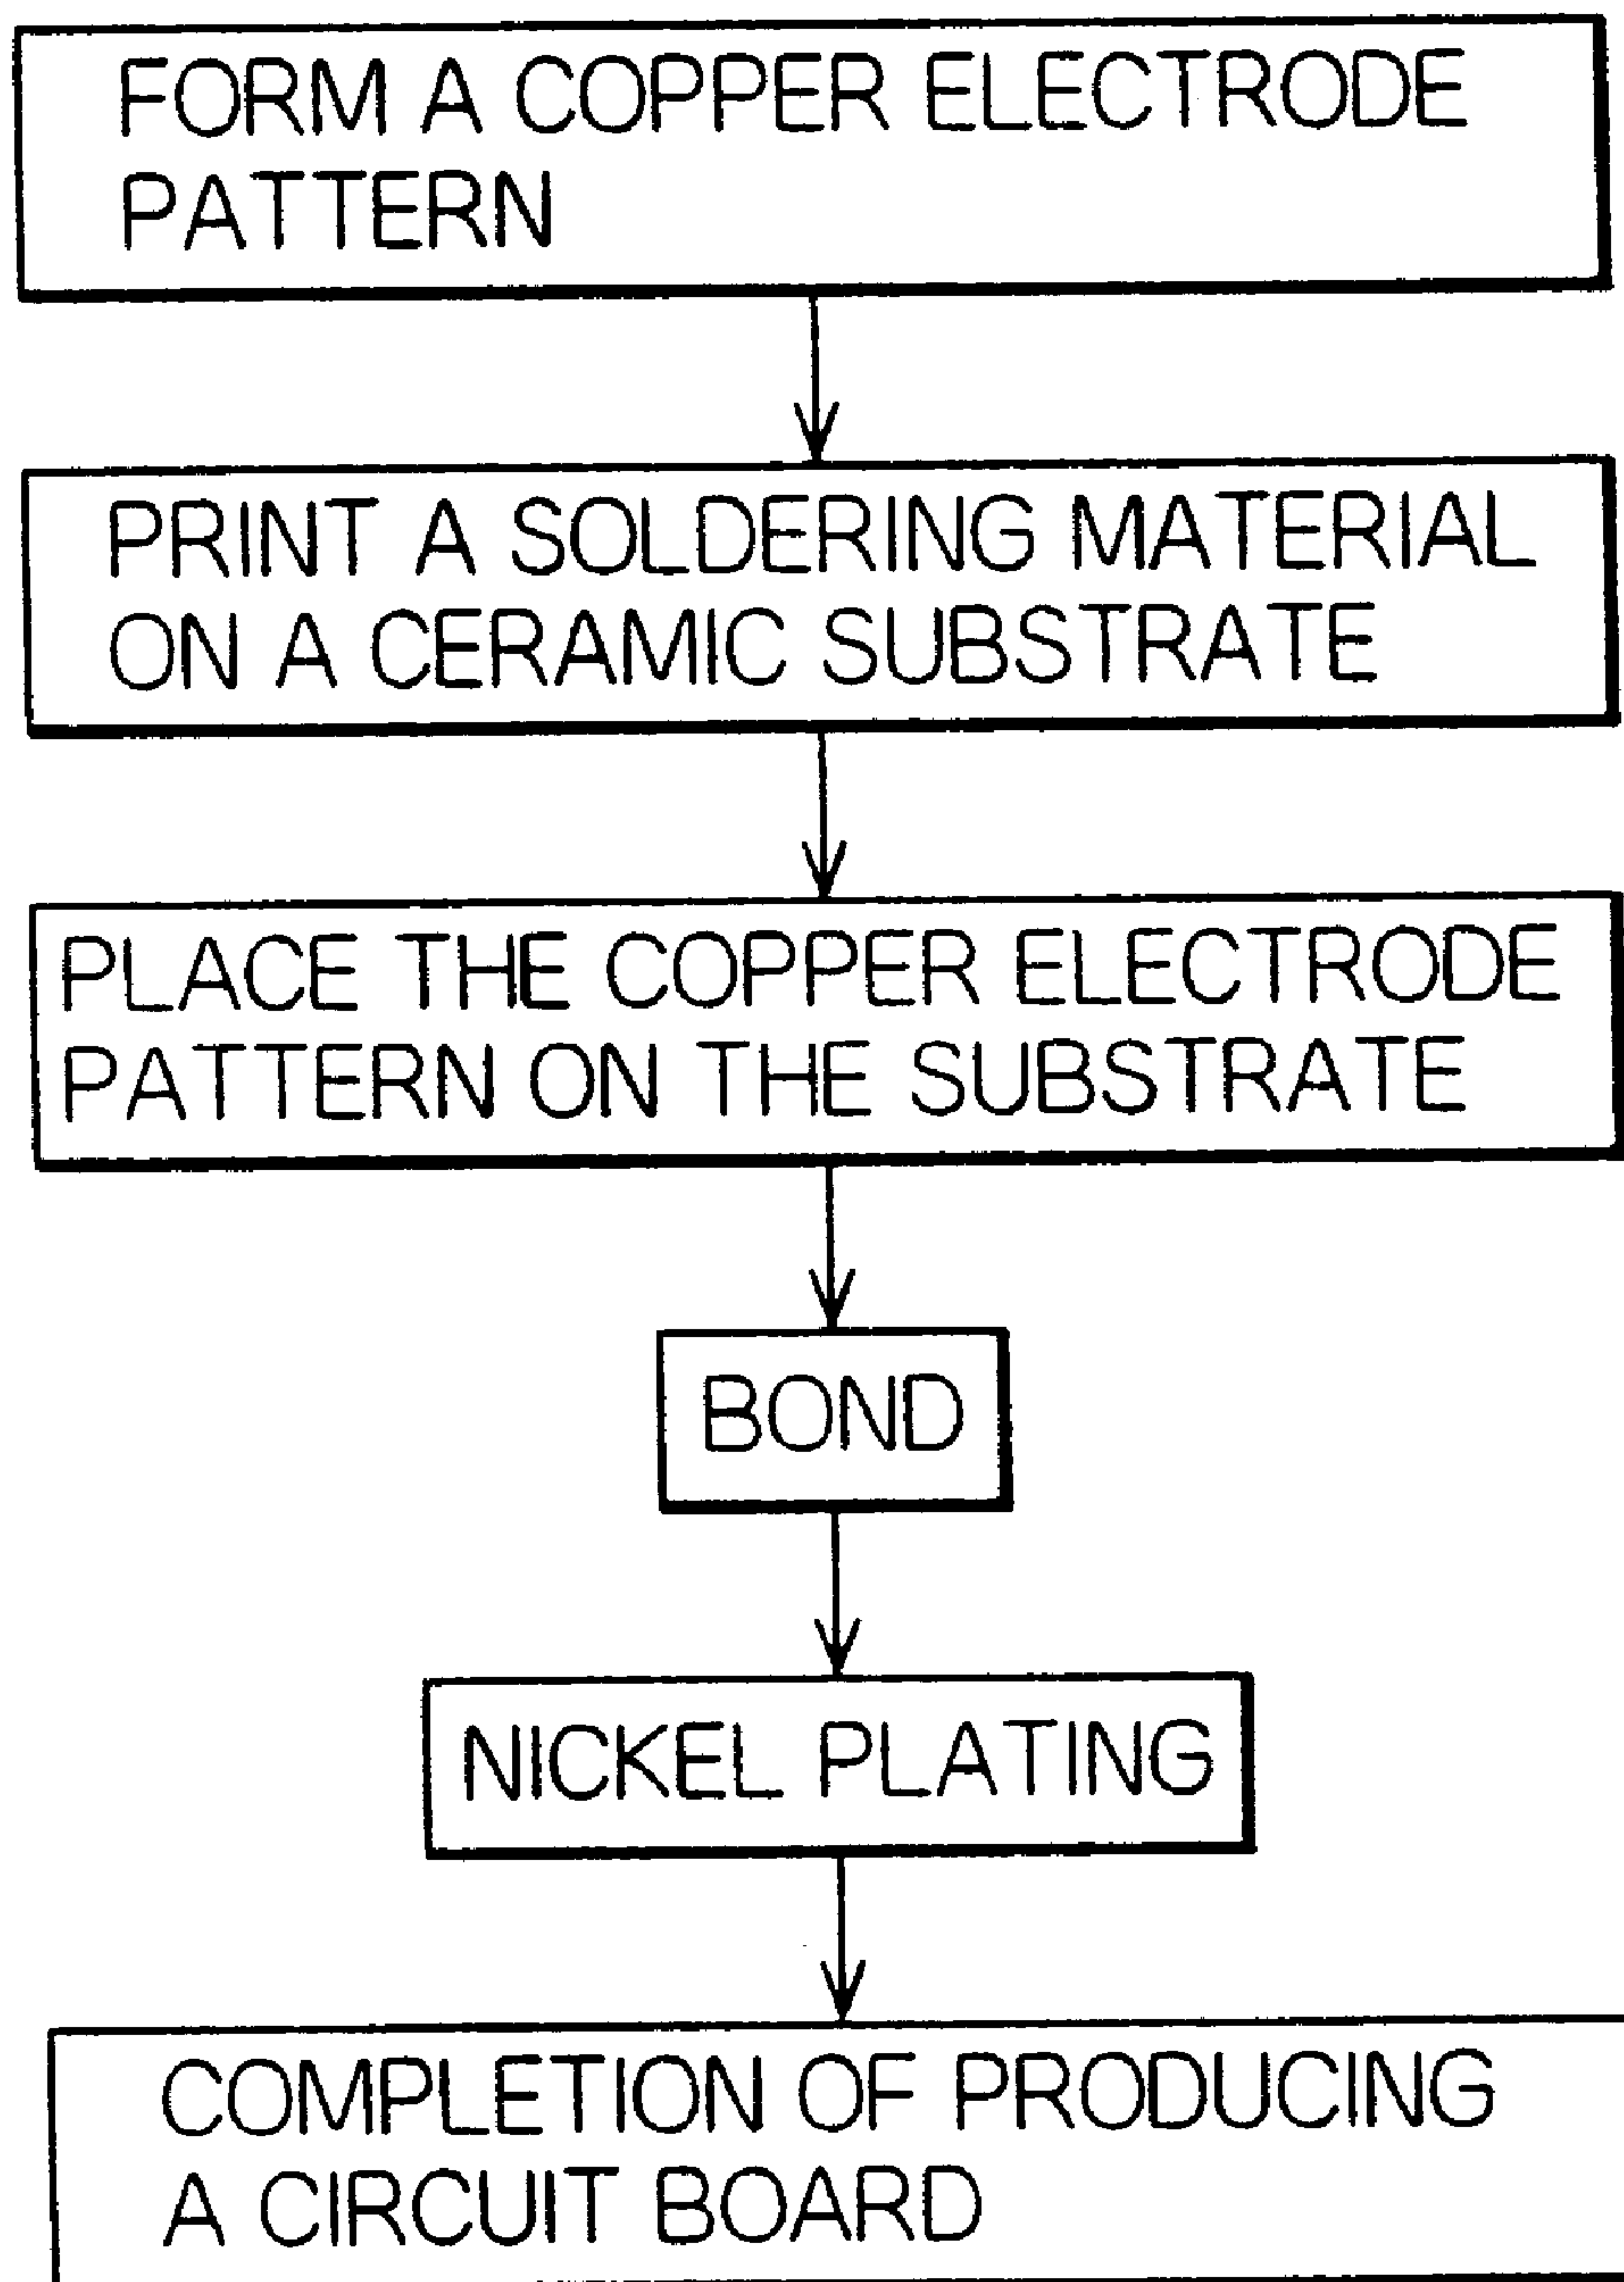 FORM A COPPER ELECTRODE
PATTERN
PRINT A SOLDERING MATERIAL
ON A CERAMIC SUBSTRATE
PLACE THE COPPER ELECTRODE
PATTERN ON THE SUBSTRATE
BOND
NICKEL PLATING
COMPLETION OF PRODUCING
A CIRCUIT BOARD